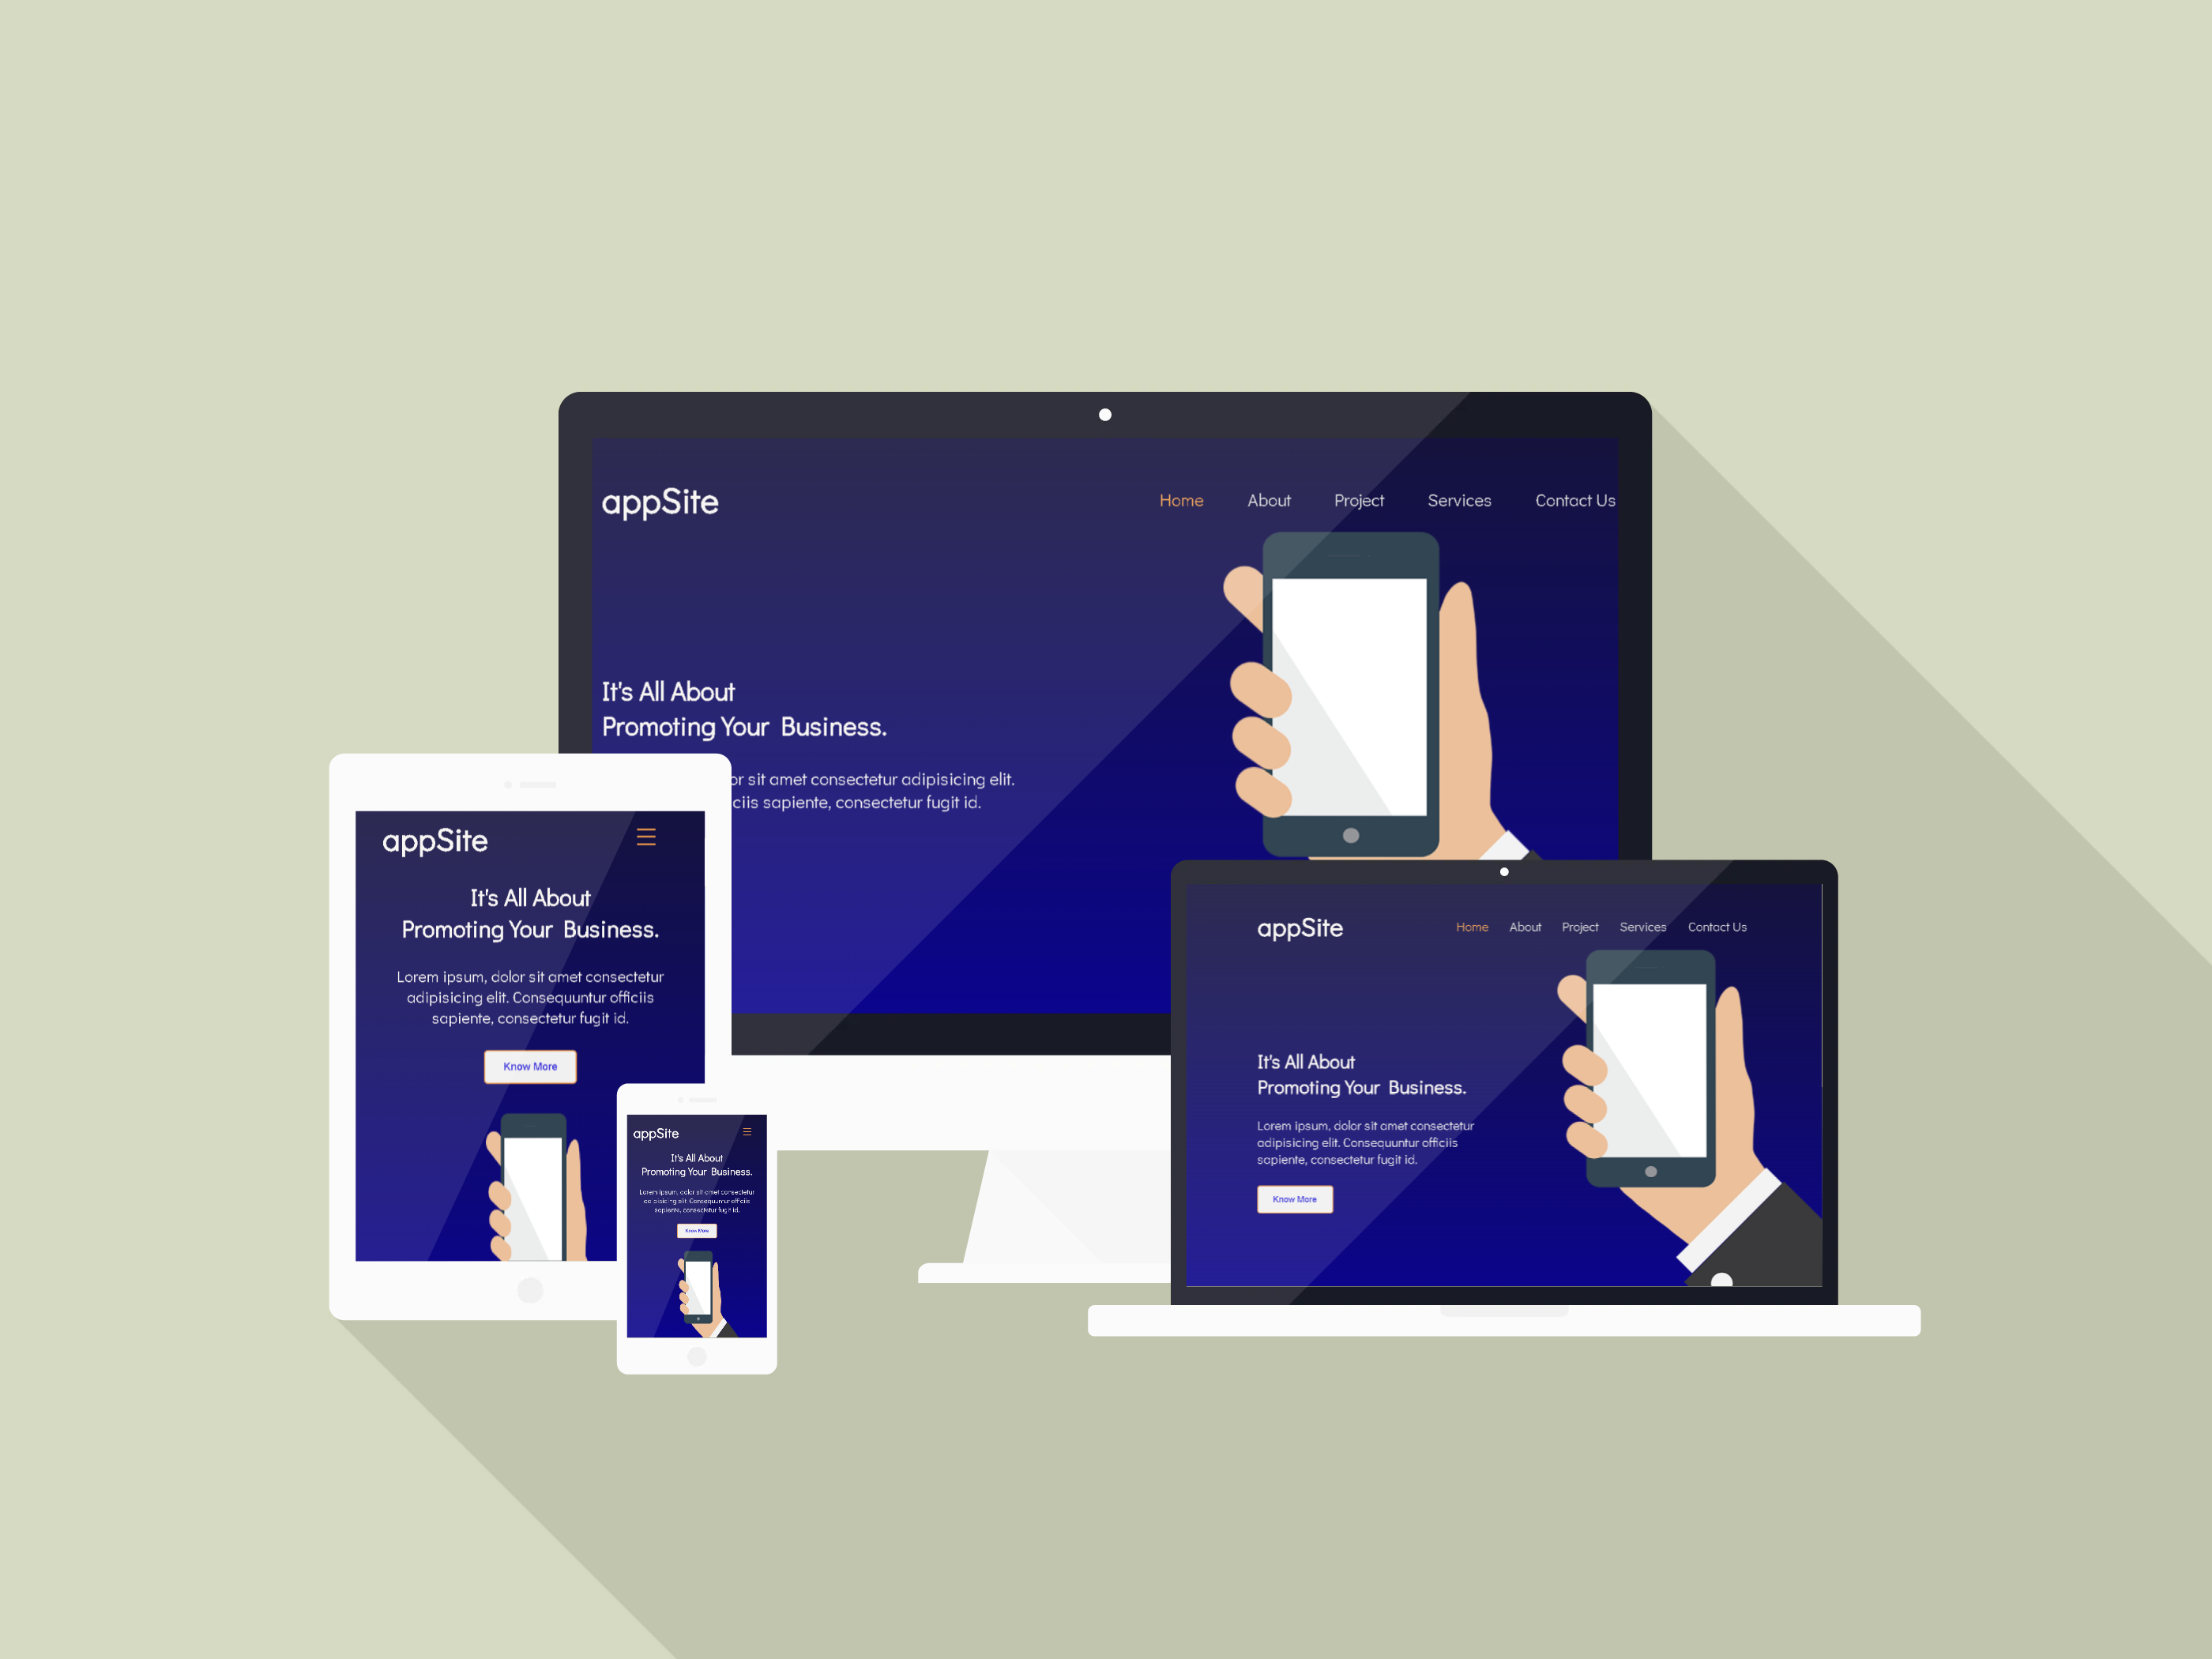 appSite
Home About Project Services Contact Us
It's All About
Promoting Your Business.
or sit amet consectetur adipisicing elit.
ciis sapiente, consectetur fugit id.
appSite
It's All About
Promoting Your Business.
Lorem ipsum, dolor sit amet consectetur
adipisicing elit. Consequuntur officiis
sapiente, consectetur fugit id.
Know More
appSite
It's All About
Promoting Your Business.
Lorem ipsum, dolor sit amet consectetur
adipisicing elit. Consequuntur officiis
sapiente, consectetur fugit id.
Know More
appSite
Home About Project Services Contact Us
It's All About
Promoting Your Business.
Lorem ipsum, dolor sit amet consectetur
adipisicing elit. Consequuntur officiis
sapiente, consectetur fugit id.
Know More